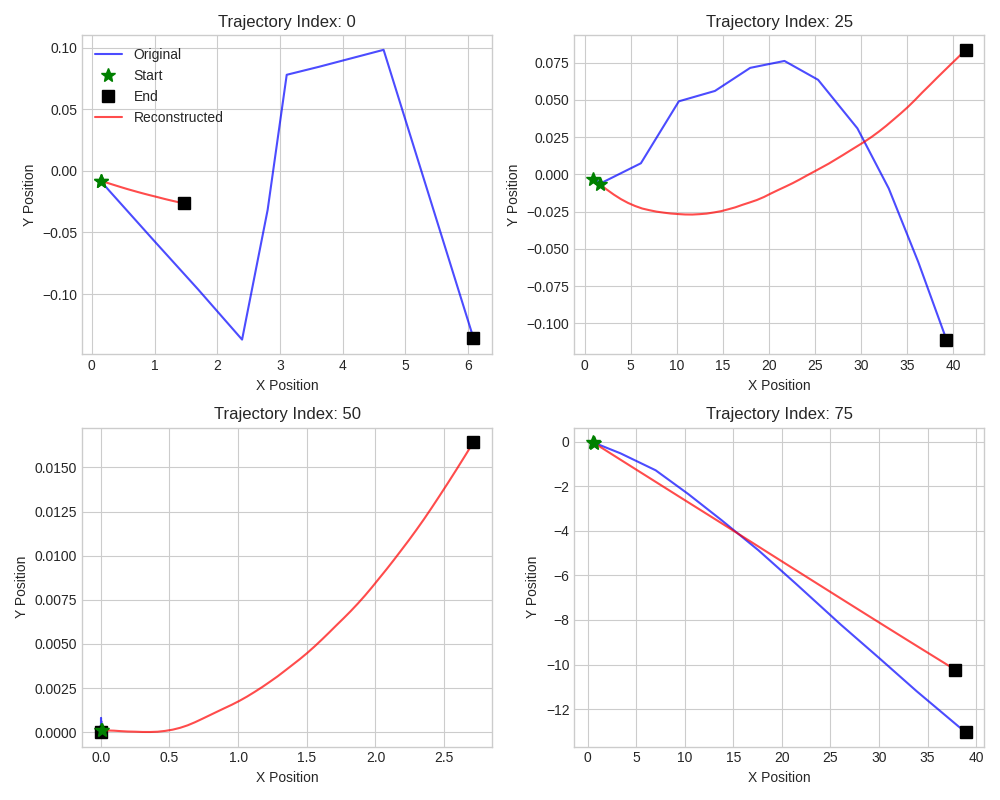 Trajectory Index: 0
Original
Start
End
Reconstructed
0.10
0.05
0.00
−0.05
−0.10
Y Position
0 1 2 3 4 5 6
X Position
Trajectory Index: 25
0.075
0.050
0.025
0.000
−0.025
−0.050
−0.075
−0.100
Y Position
0 5 10 15 20 25 30 35 40
X Position
Trajectory Index: 50
0.0150
0.0125
0.0100
0.0075
0.0050
0.0025
0.0000
Y Position
0.0 0.5 1.0 1.5 2.0 2.5
X Position
Trajectory Index: 75
0
−2
−4
−6
−8
−10
−12
Y Position
0 5 10 15 20 25 30 35 40
X Position